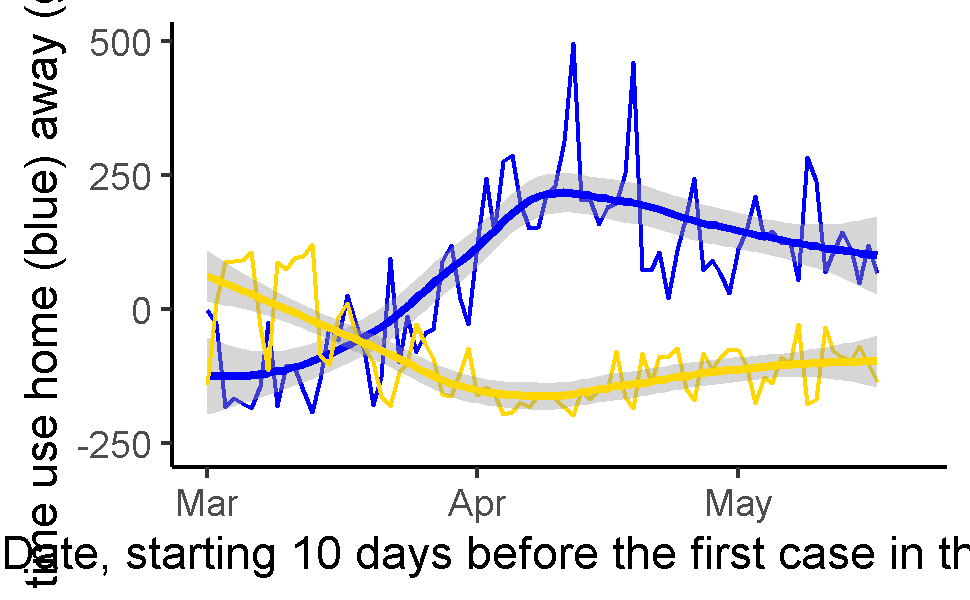 time use home (blue) away (
500
250
0
-250
Mar
Apr
May
Date, starting 10 days before the first case in th